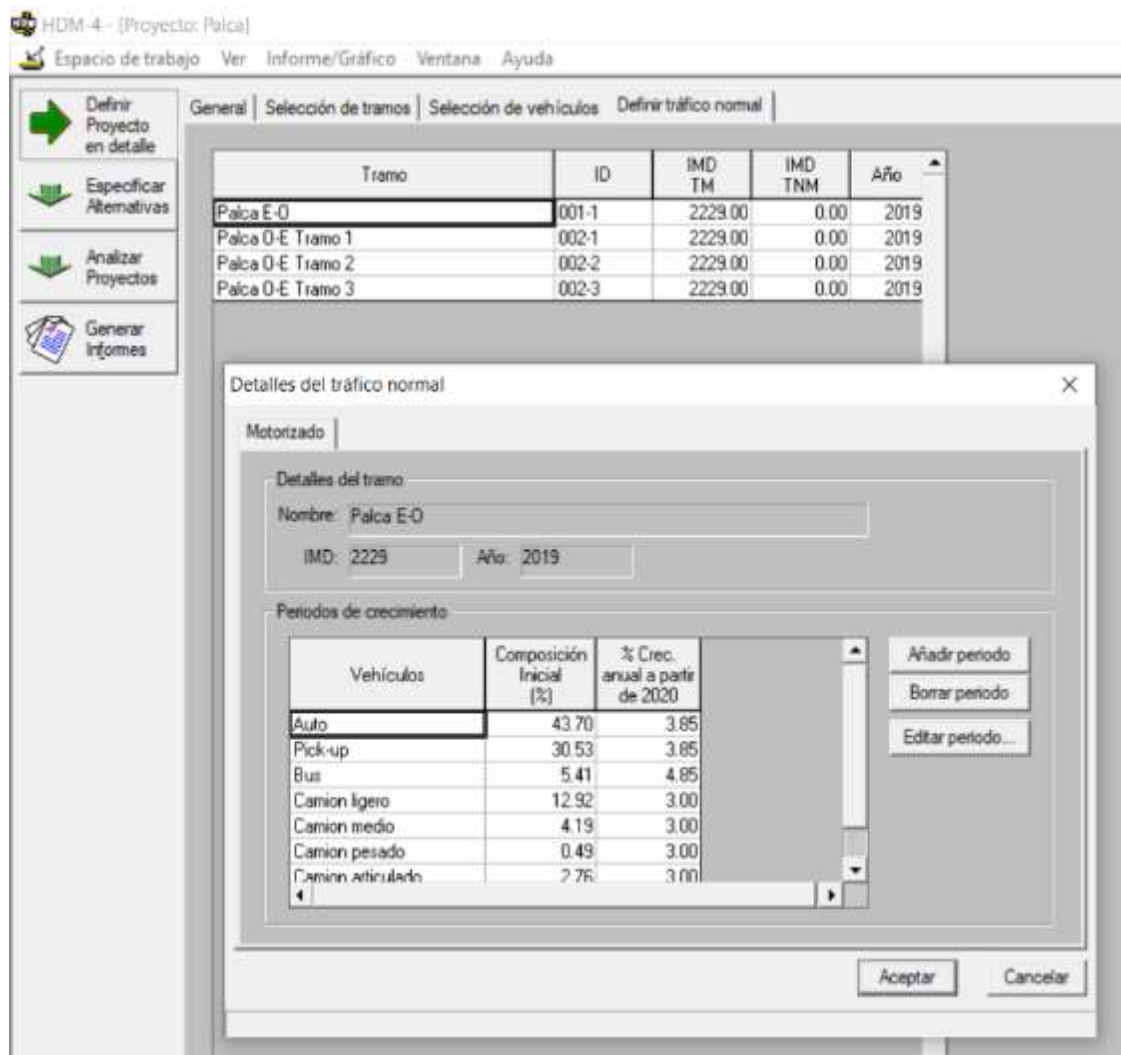 HDM-4 - [Proyecto: Palca]
Espacio de trabajo Ver Informe/Gráfico Ventana Ayuda
Definir
Proyecto
en detalle
Especificar
Alternativas
Analizar
Proyectos
Generar
Informes
General Selección de tramos Selección de vehículos Definir tráfico normal
Tramo ID IMD TM IMD TNM Año
Palca E-O 001-1 2229.00 0.00 2019
Palca O-E Tramo 1 002-1 2229.00 0.00 2019
Palca O-E Tramo 2 002-2 2229.00 0.00 2019
Palca O-E Tramo 3 002-3 2229.00 0.00 2019
Detalles del tráfico normal
Motorizado
Detalles del tramo
Nombre: Palca E-O
IMD: 2229 Año: 2019
Periodos de crecimiento
Vehículos Composición Inicial (%) % Crec. anual a partir de 2020
Auto 43.70 3.85
Pick-up 30.53 3.85
Bus 5.41 4.85
Camion ligero 12.92 3.00
Camion medio 4.19 3.00
Camion pesado 0.49 3.00
Camion articulado 2.76 3.00
Añadir periodo
Borrar periodo
Editar periodo...
Aceptar Cancelar